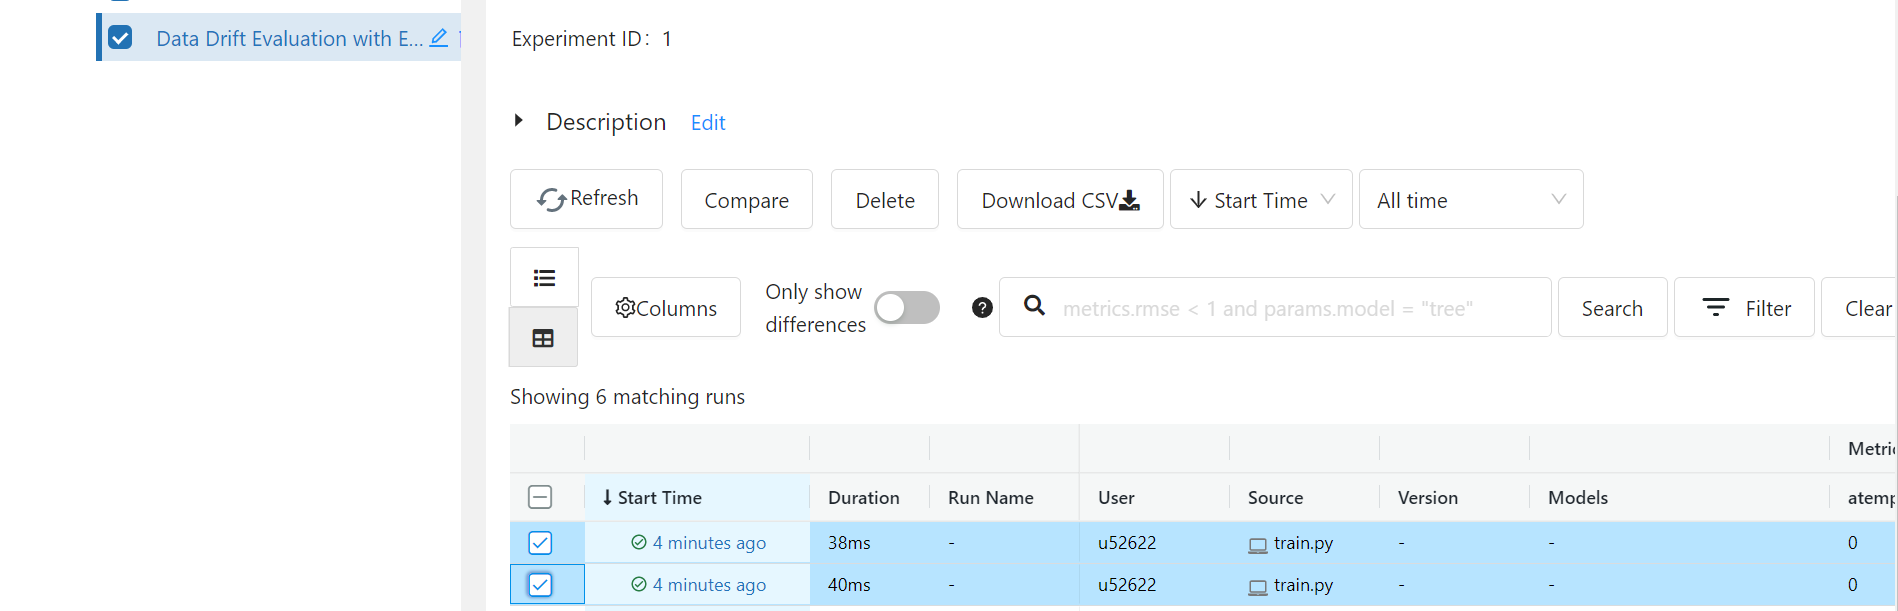 Data Drift Evaluation with E...
Experiment ID: 1
Description Edit
Refresh Compare Delete Download CSV Start Time All time
Columns
Only show
differences
metrics.rmse < 1 and params.model = "tree" Search Filter Clear
Showing 6 matching runs
Metric
Start Time Duration Run Name User Source Version Models atemp
4 minutes ago 38ms - u52622 train.py - - 0
4 minutes ago 40ms - u52622 train.py - - 0